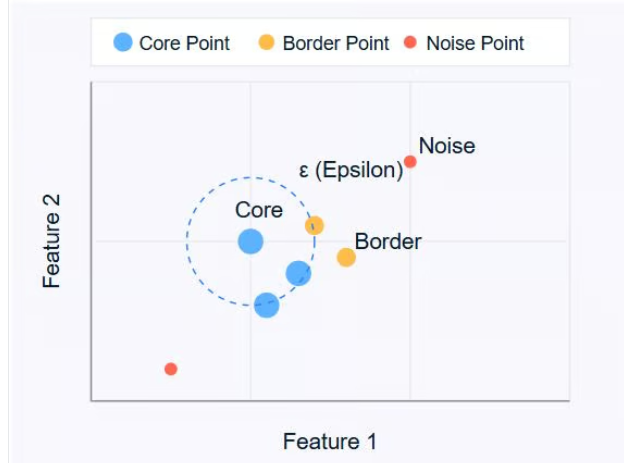 Core Point Border Point Noise Point
Noise
ε (Epsilon)
Core
Border
Feature 2
Feature 1